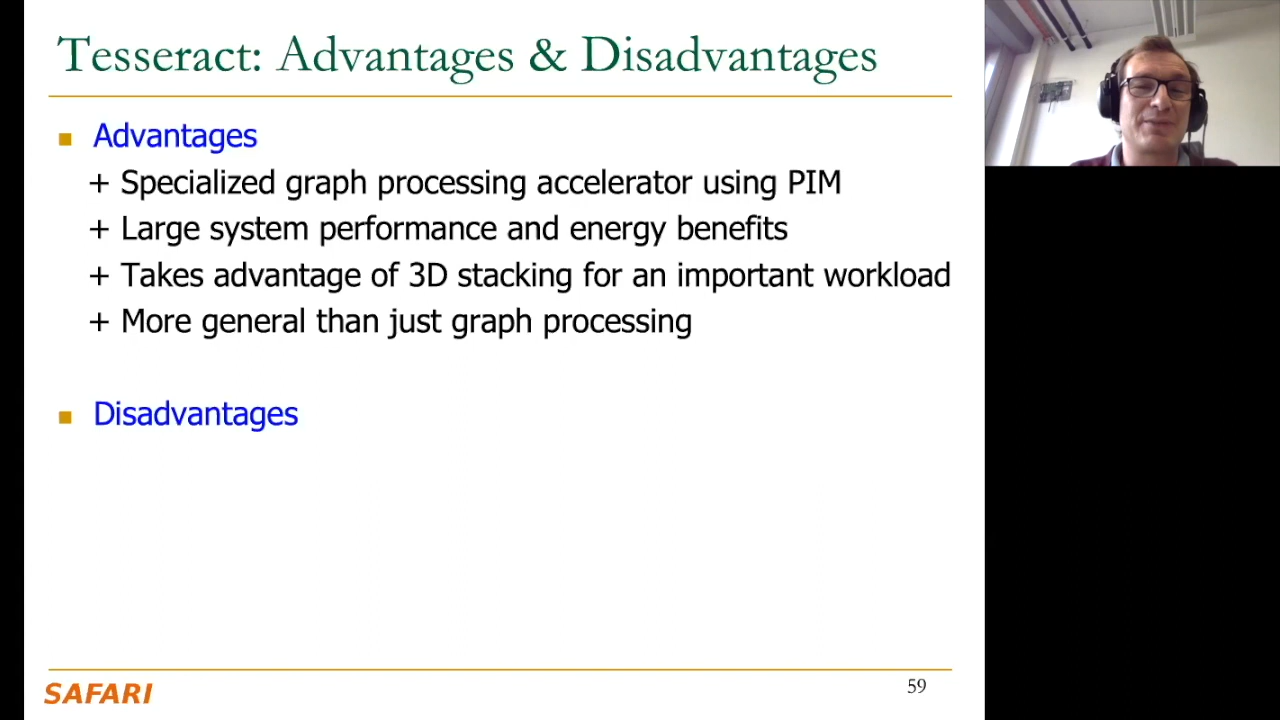 Tesseract: Advantages & Disadvantages
Advantages
+ Specialized graph processing accelerator using PIM
+ Large system performance and energy benefits
+ Takes advantage of 3D stacking for an important workload
+ More general than just graph processing
Disadvantages
SAFARI
59